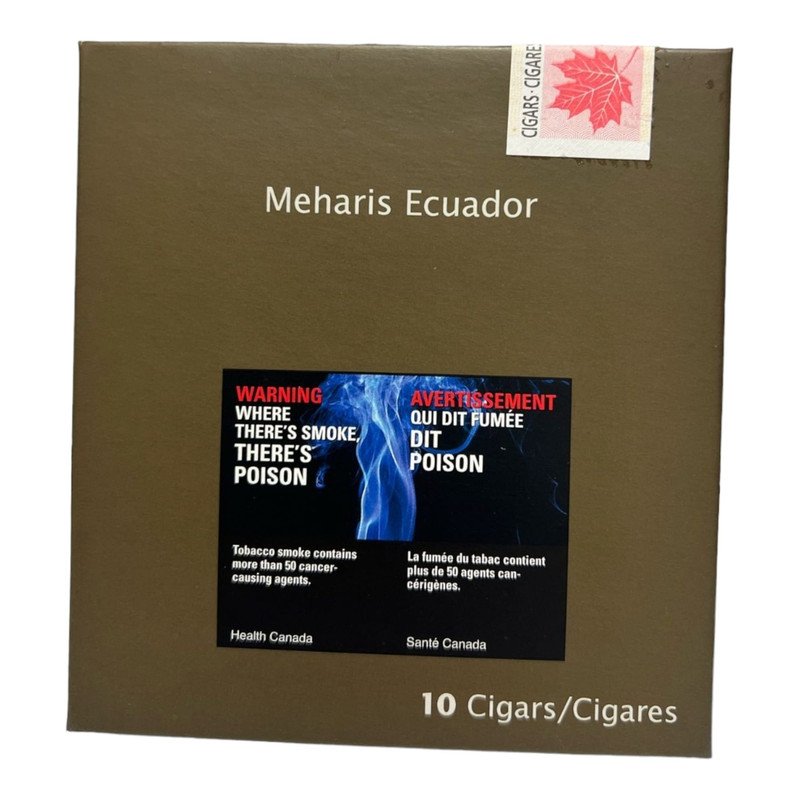 CIGARS · CIGARE
Meharis Ecuador
WARNING
WHERE
THERE'S SMOKE,
THERE'S
POISON
Tobacco smoke contains
more than 50 cancer-
causing agents.
Health Canada
AVERTISSEMENT
QUI DIT FUMÉE
DIT
POISON
La fumée du tabac contient
plus de 50 agents can-
cérigènes.
Santé Canada
10 Cigars/Cigares